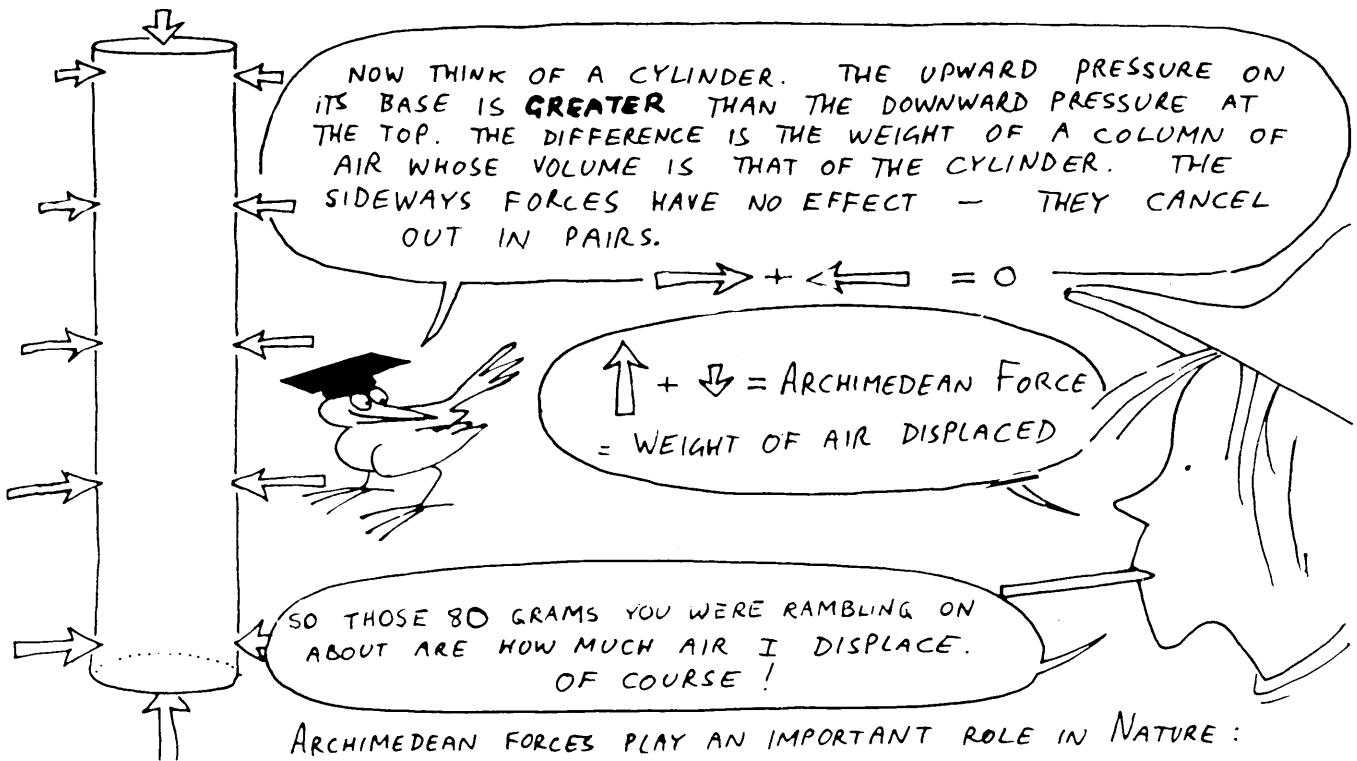 NOW THINK OF A CYLINDER. THE UPWARD PRESSURE ON
ITS BASE IS GREATER THAN THE DOWNWARD PRESSURE AT
THE TOP. THE DIFFERENCE IS THE WEIGHT OF A COLUMN OF
AIR WHOSE VOLUME IS THAT OF THE CYLINDER. THE
SIDEWAYS FORCES HAVE NO EFFECT — THEY CANCEL
OUT IN PAIRS.
+ = 0
+ = ARCHIMEDEAN FORCE
= WEIGHT OF AIR DISPLACED
SO THOSE 80 GRAMS YOU WERE RAMBLING ON
ABOUT ARE HOW MUCH AIR I DISPLACE.
OF COURSE!
ARCHIMEDEAN FORCES PLAY AN IMPORTANT ROLE IN NATURE: